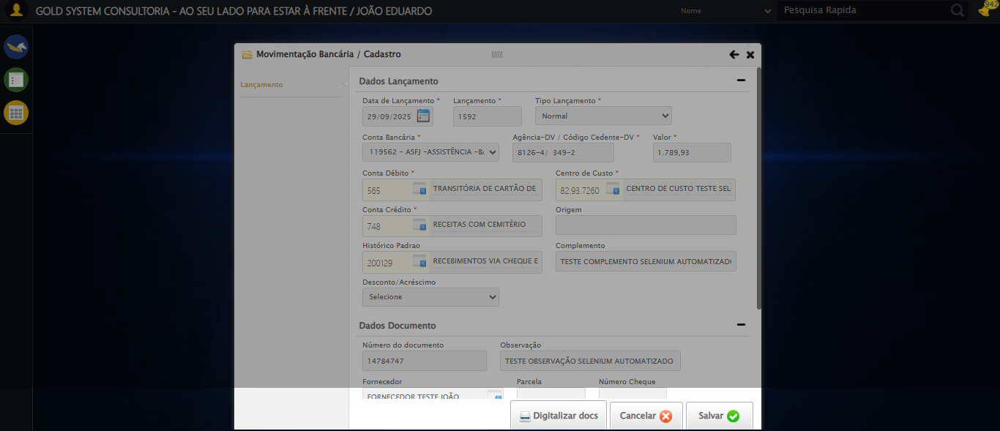 GOLD SYSTEM CONSULTORIA - AO SEU LADO PARA ESTAR À FRENTE / JOÃO EDUARDO
Nome
Pesquisa Rapida
942
Movimentação Bancária / Cadastro
Lançamento
Dados Lançamento
Data de Lançamento * Lançamento * Tipo Lançamento *
29/09/2025 1592 Normal
Conta Bancária * Agência-DV / Código Cedente-DV * Valor *
119562 - ASFJ -ASSISTÊNCIA -BA 8126-4/ 349-2 1.789,93
Conta Débito * Centro de Custo *
565 TRANSITÓRIA DE CARTÃO DE 82.93.7260 CENTRO DE CUSTO TESTE SEL
Conta Crédito * Origem
748 RECEITAS COM CEMITÉRIO
Histórico Padrao Complemento
200129 RECEBIMENTOS VIA CHEQUE E TESTE COMPLEMENTO SELENIUM AUTOMATIZADO
Desconto/Acréscimo
Selecione
Dados Documento
Número do documento Observação
14784747 TESTE OBSERVAÇÃO SELENIUM AUTOMATIZADO
Fornecedor Parcela Número Cheque
FORNECEDOR TESTE JOÃO
Digitalizar docs Cancelar Salvar